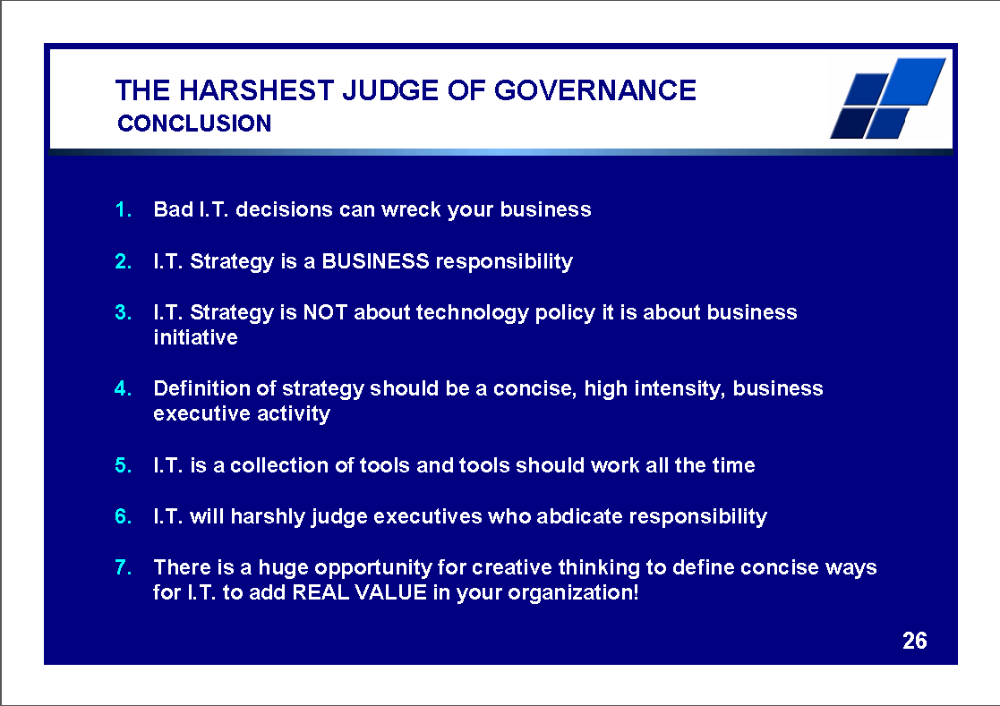 THE HARSHEST JUDGE OF GOVERNANCE
CONCLUSION
1. Bad I.T. decisions can wreck your business
2. I.T. Strategy is a BUSINESS responsibility
3. I.T. Strategy is NOT about technology policy it is about business
initiative
4. Definition of strategy should be a concise, high intensity, business
executive activity
5. I.T. is a collection of tools and tools should work all the time
6. I.T. will harshly judge executives who abdicate responsibility
7. There is a huge opportunity for creative thinking to define concise ways
for I.T. to add REAL VALUE in your organization!
26